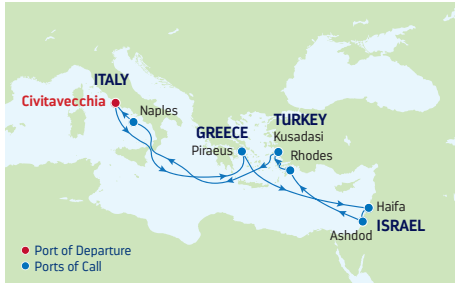 ITALY
Civitavecchia
Naples
GREECE
Piraeus
TURKEY
Kusadasi
Rhodes
Haifa
ISRAEL
Ashdod
Port of Departure
Ports of Call